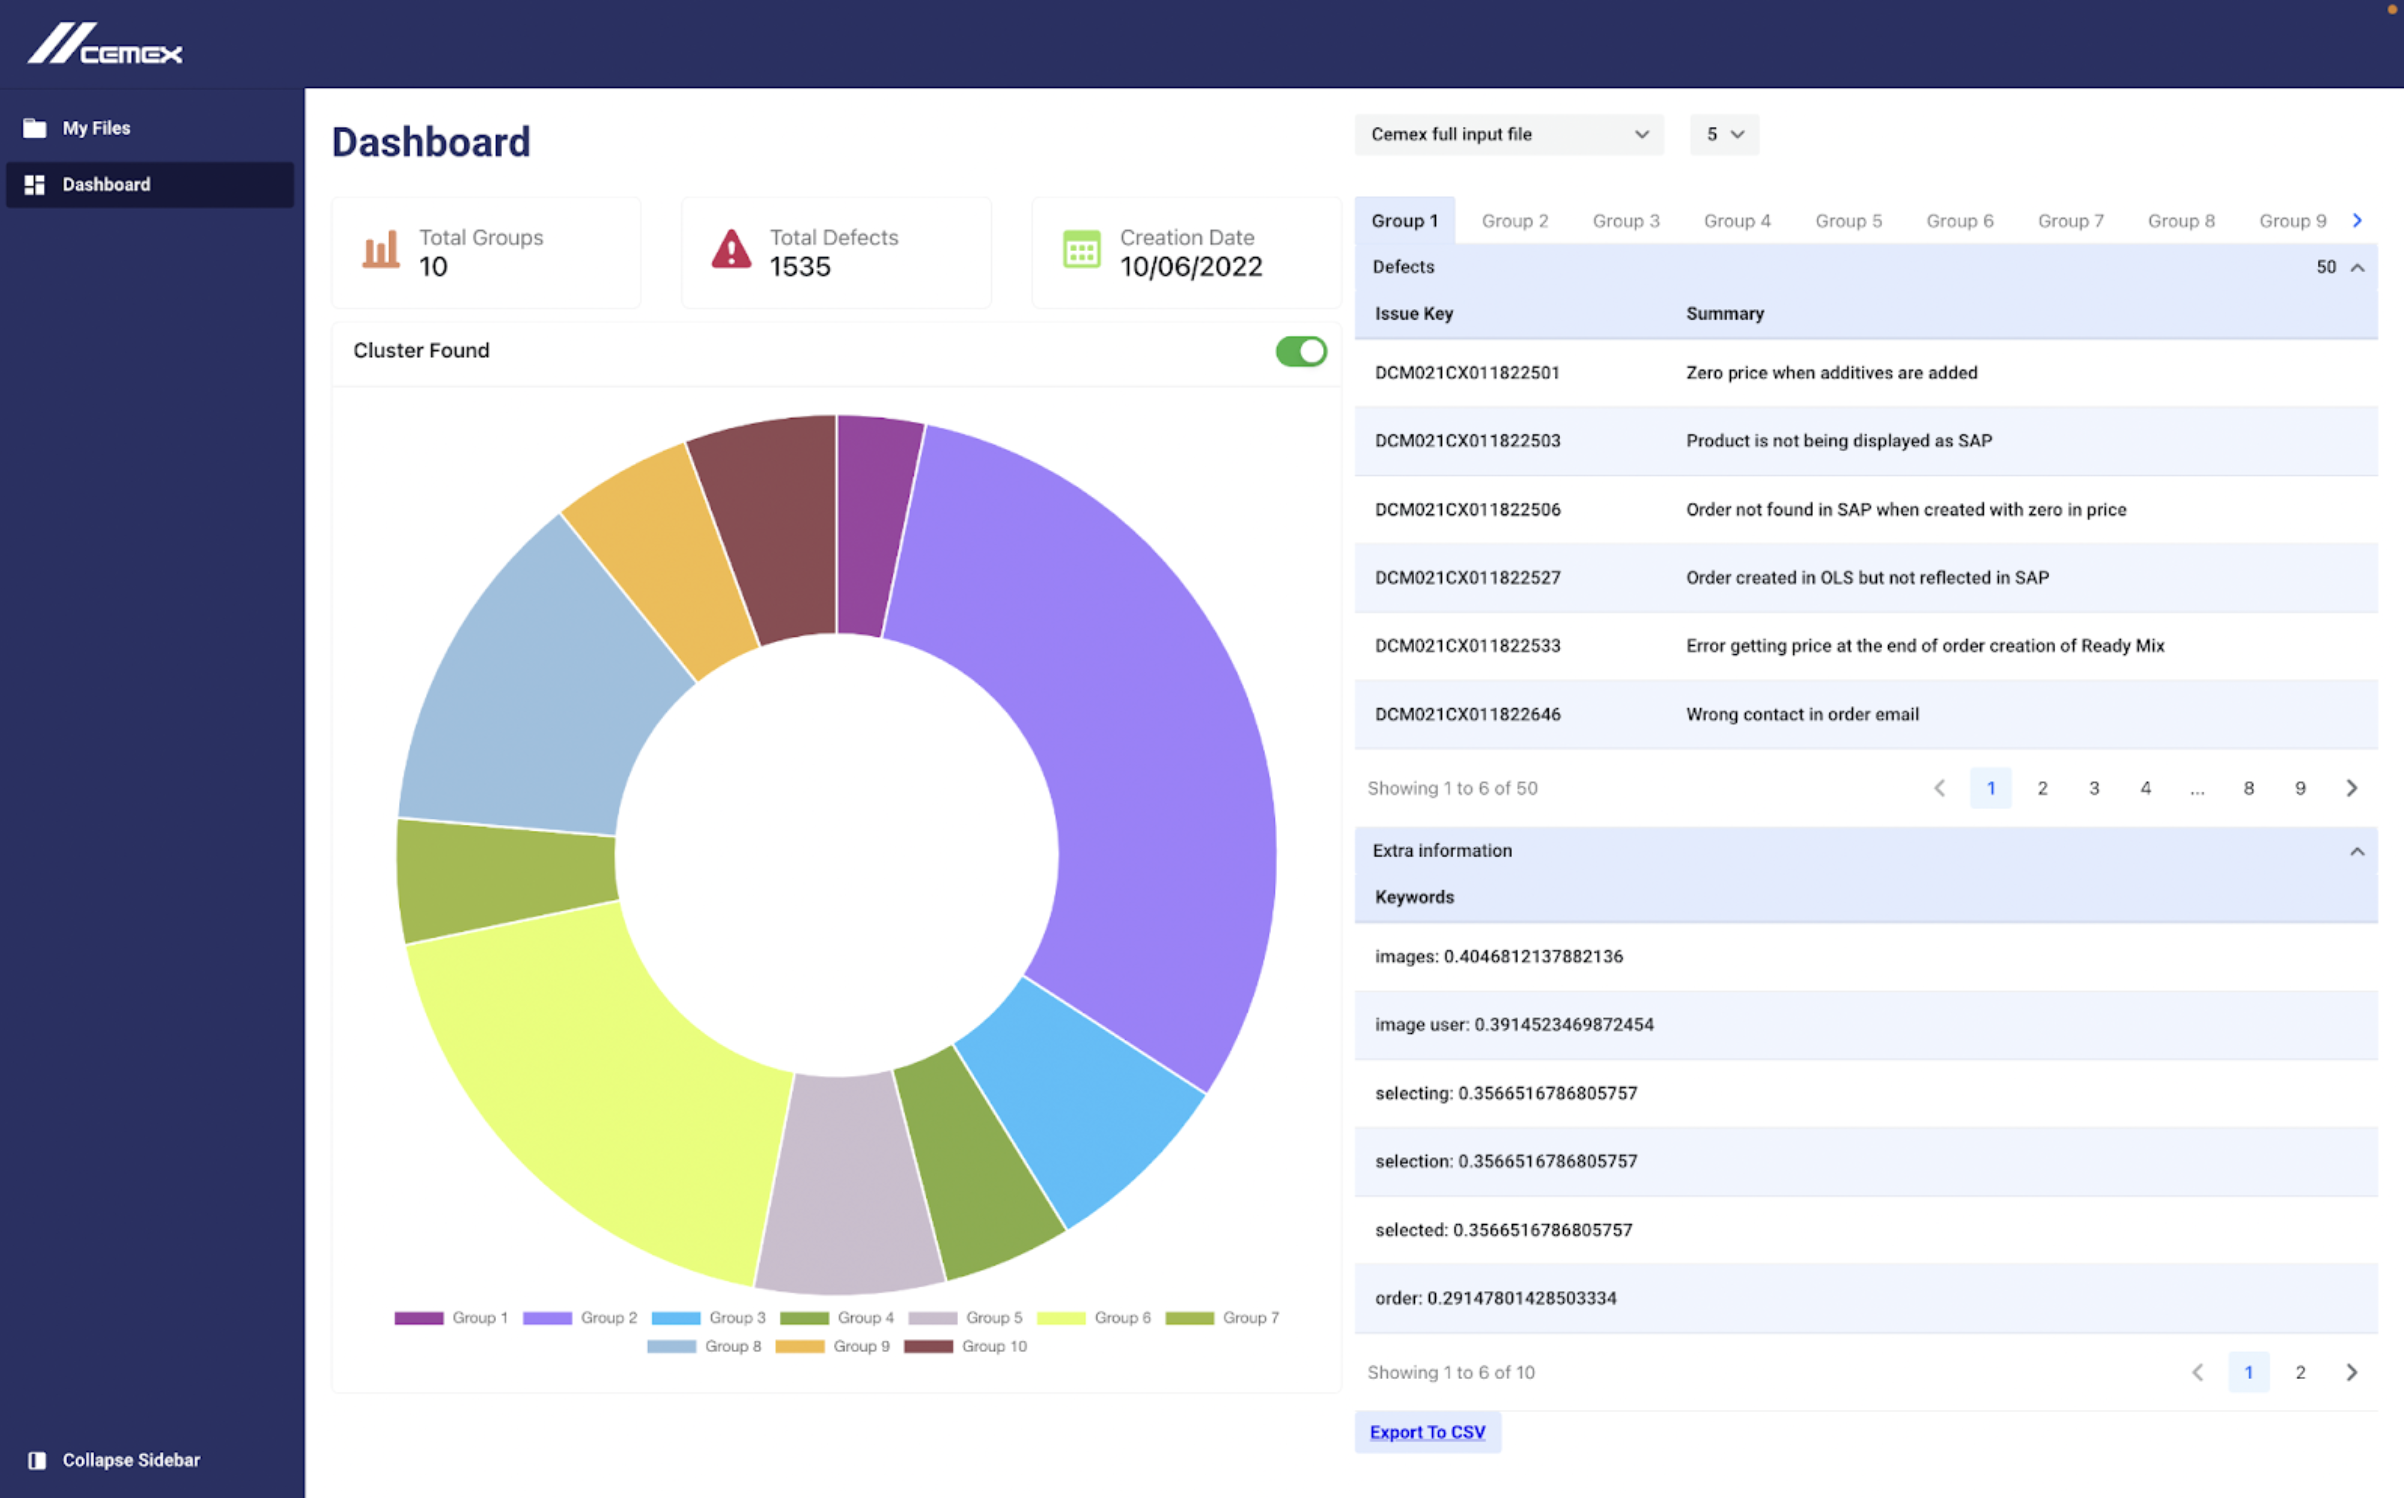 CEMEX
My Files
Dashboard
Collapse Sidebar
Dashboard
Total Groups
10
Total Defects
1535
Creation Date
10/06/2022
Cluster Found
Group 1 Group 2 Group 3 Group 4 Group 5 Group 6 Group 7
Group 8 Group 9 Group 10
Cemex full input file 5
Group 1 Group 2 Group 3 Group 4 Group 5 Group 6 Group 7 Group 8 Group 9
Defects 50
Issue Key Summary
DCM021CX011822501 Zero price when additives are added
DCM021CX011822503 Product is not being displayed as SAP
DCM021CX011822506 Order not found in SAP when created with zero in price
DCM021CX011822527 Order created in OLS but not reflected in SAP
DCM021CX011822533 Error getting price at the end of order creation of Ready Mix
DCM021CX011822646 Wrong contact in order email
Showing 1 to 6 of 50 1 2 3 4 ... 8 9
Extra information
Keywords
images: 0.4046812137882136
image user: 0.3914523469872454
selecting: 0.3566516786805757
selection: 0.3566516786805757
selected: 0.3566516786805757
order: 0.29147801428503334
Showing 1 to 6 of 10 1 2
Export To CSV